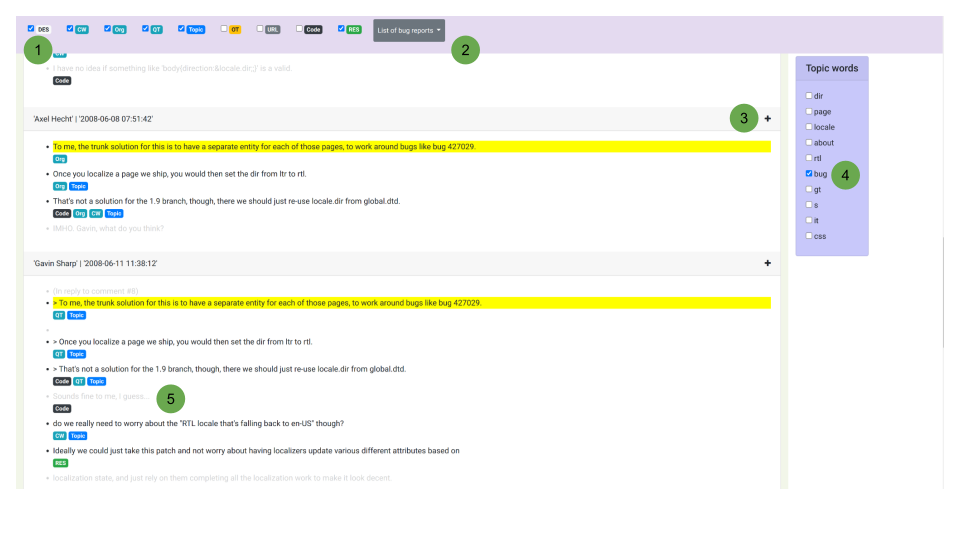 DES CW Org QT Topic OT URL Code RES List of bug reports
1 2
CW
I have no idea if something like 'body{direction:&locale.dir;}' is a valid.
Code
Topic words
dir
page
locale
about
rtl
bug 4
gt
s
it
css
'Axel Hecht' | '2008-06-08 07:51:42' 3 +
To me, the trunk solution for this is to have a separate entity for each of those pages, to work around bugs like bug 427029.
Org
Once you localize a page we ship, you would then set the dir from ltr to rtl.
Org Topic
That's not a solution for the 1.9 branch, though, there we should just re-use locale.dir from global.dtd.
Code Org CW Topic
IMHO. Gavin, what do you think?
'Gavin Sharp' | '2008-06-11 11:38:12' +
(In reply to comment #8)
> To me, the trunk solution for this is to have a separate entity for each of those pages, to work around bugs like bug 427029.
QT Topic
> Once you localize a page we ship, you would then set the dir from ltr to rtl.
QT Topic
> That's not a solution for the 1.9 branch, though, there we should just re-use locale.dir from global.dtd.
Code QT Topic
Sounds fine to me, I guess... 5
Code
do we really need to worry about the "RTL locale that's falling back to en-US" though?
CW Topic
Ideally we could just take this patch and not worry about having localizers update various different attributes based on
RES
localization state, and just rely on them completing all the localization work to make it look decent.